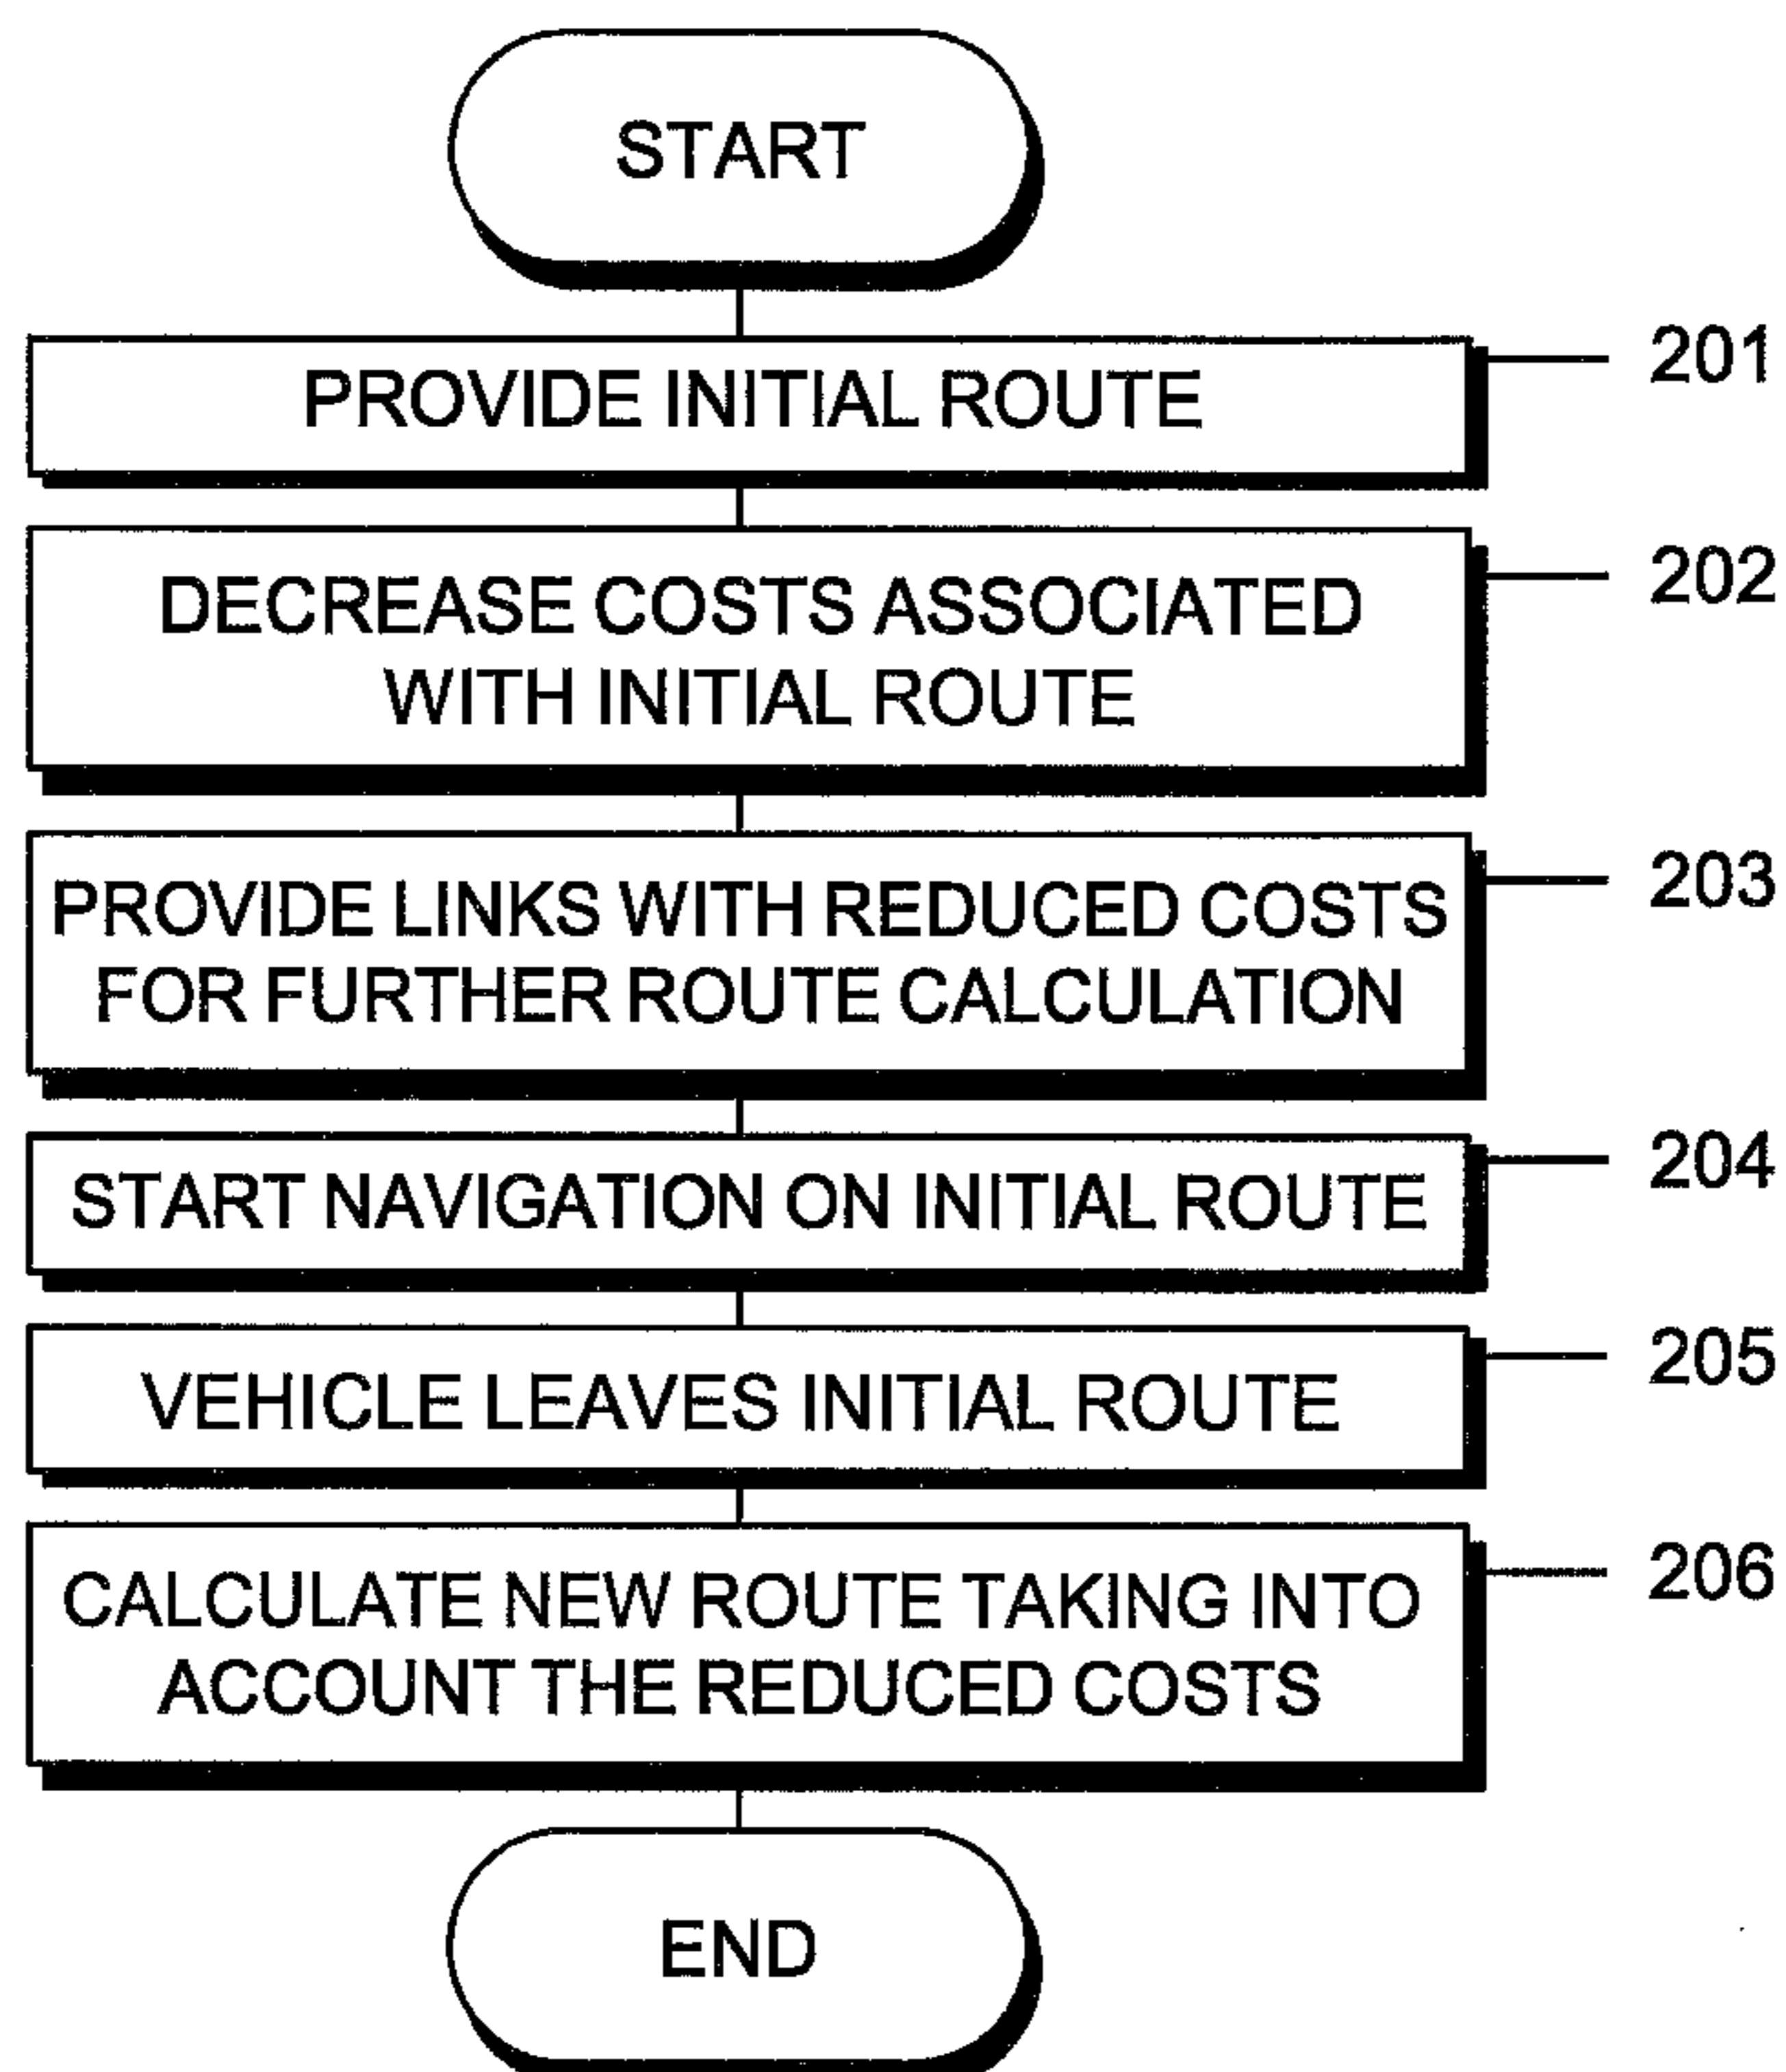 START
PROVIDE INITIAL ROUTE
201
DECREASE COSTS ASSOCIATED
WITH INITIAL ROUTE
202
PROVIDE LINKS WITH REDUCED COSTS
FOR FURTHER ROUTE CALCULATION
203
START NAVIGATION ON INITIAL ROUTE
204
VEHICLE LEAVES INITIAL ROUTE
205
CALCULATE NEW ROUTE TAKING INTO
ACCOUNT THE REDUCED COSTS
206
END